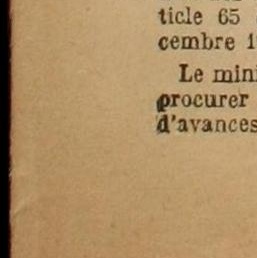 ticle 65
cembre 1
Le mini
procurer
d'avances